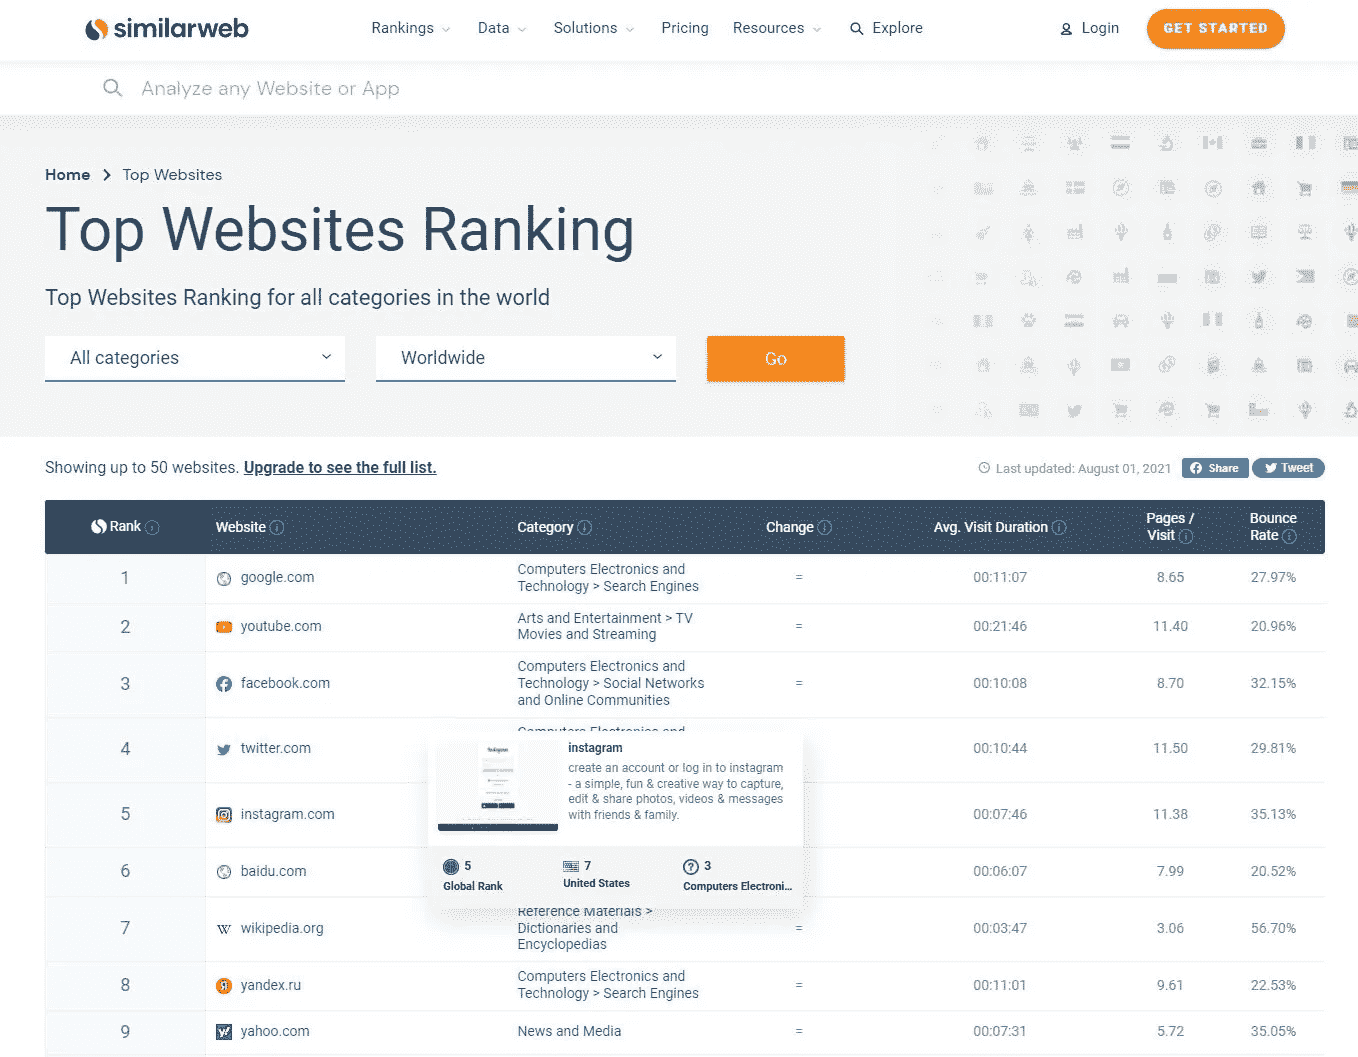 similarweb
Rankings Data Solutions Pricing Resources Explore Login GET STARTED
Analyze any Website or App
Home > Top Websites
Top Websites Ranking
Top Websites Ranking for all categories in the world
All categories Worldwide Go
Showing up to 50 websites. Upgrade to see the full list. Last updated: August 01, 2021 Share Tweet
Rank Website Category Change Avg. Visit Duration Pages / Visit Bounce Rate
1 google.com Computers Electronics and = 00:11:07 8.65 27.97%
Technology > Search Engines
2 youtube.com Arts and Entertainment > TV = 00:21:46 11.40 20.96%
Movies and Streaming
3 facebook.com Computers Electronics and = 00:10:08 8.70 32.15%
Technology > Social Networks
and Online Communities
4 twitter.com Computers Electronics and 00:10:44 11.50 29.81%
instagram
create an account or log in to instagram
- a simple, fun & creative way to capture,
edit & share photos, videos & messages
with friends & family.
5 instagram.com 00:07:46 11.38 35.13%
5 7 3
Global Rank United States Computers Electroni...
6 baidu.com 00:06:07 7.99 20.52%
7 wikipedia.org Reference Materials > = 00:03:47 3.06 56.70%
Dictionaries and
Encyclopedias
8 yandex.ru Computers Electronics and = 00:11:01 9.61 22.53%
Technology > Search Engines
9 yahoo.com News and Media = 00:07:31 5.72 35.05%